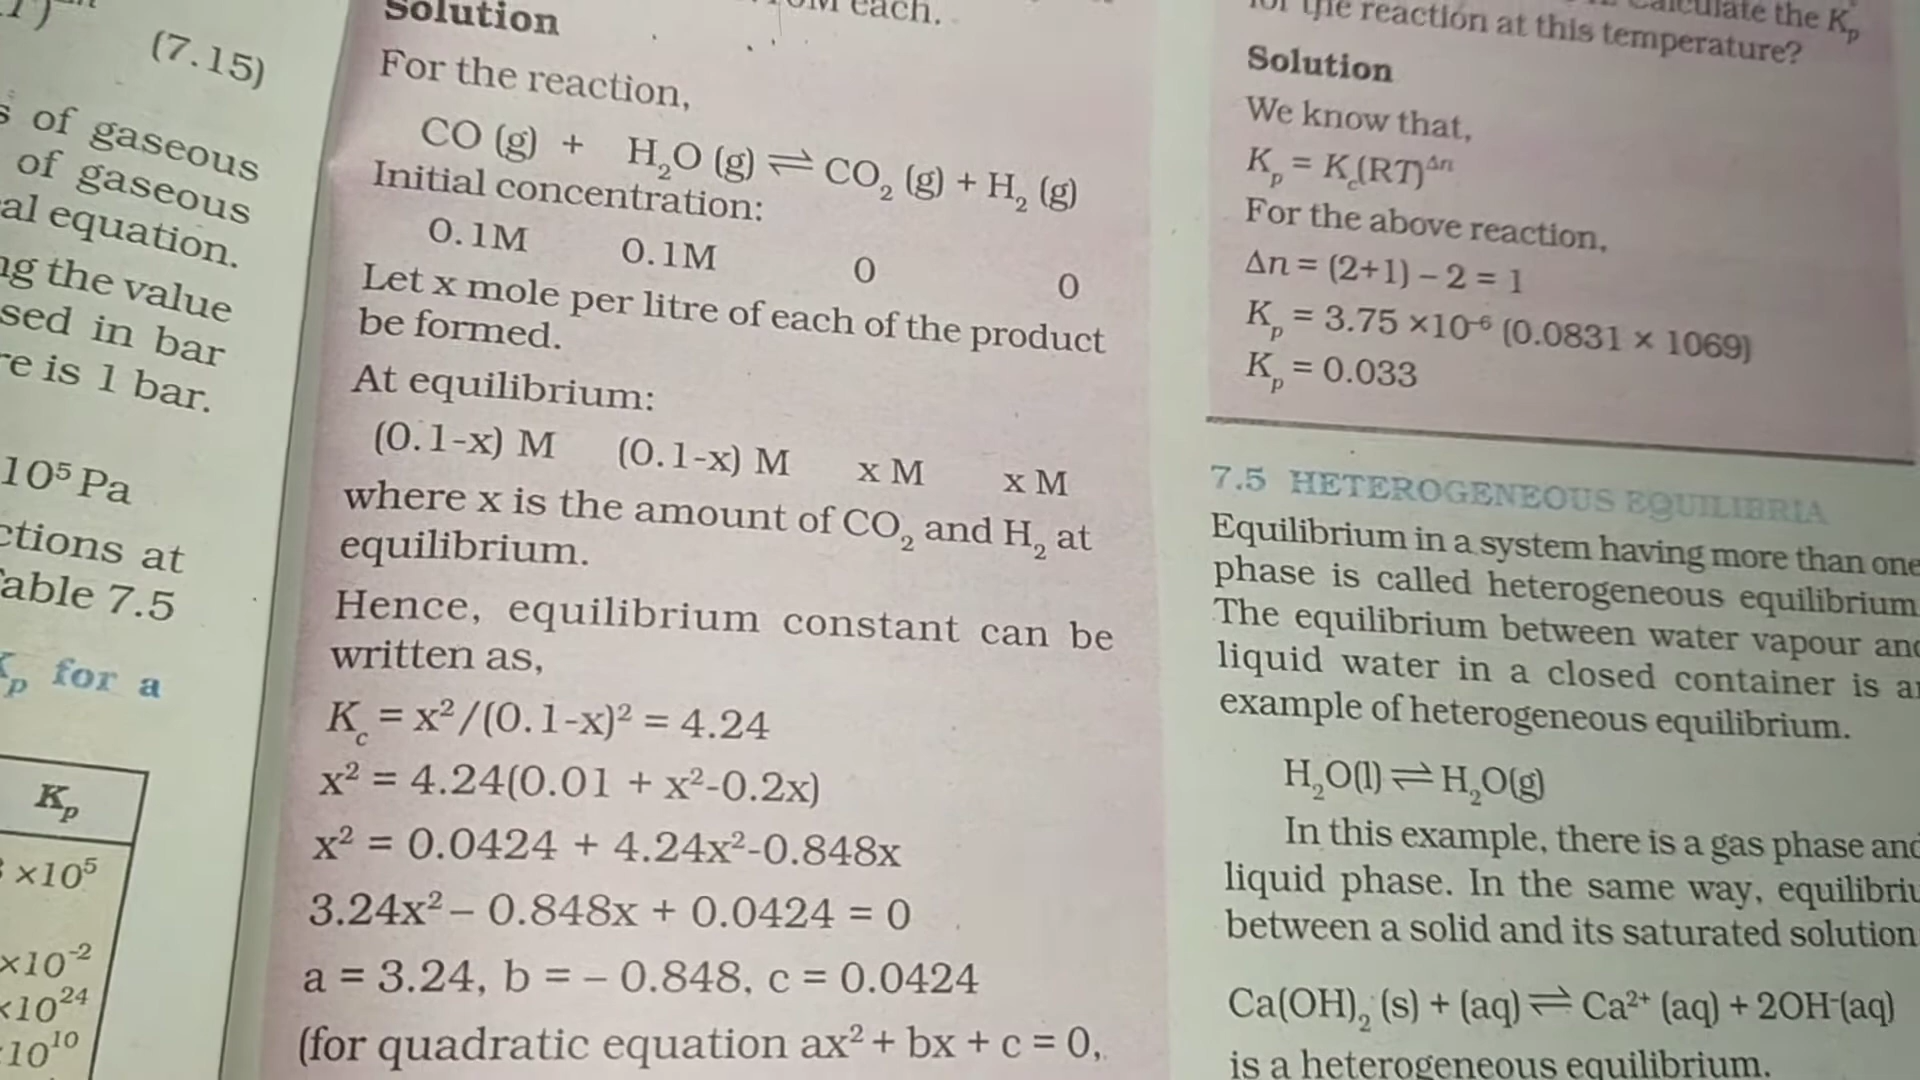 (7.15)
of gaseous
of gaseous
al equation.
ng the value
sed in bar
re is 1 bar.
10⁵ Pa
ctions at
able 7.5
Kₚ for a
Kₚ
×10⁵
×10⁻²
×10²⁴
10¹⁰
each.
Solution
For the reaction,
CO (g) + H₂O (g) ⇌ CO₂ (g) + H₂ (g)
Initial concentration:
0.1M 0.1M 0 0
Let x mole per litre of each of the product
be formed.
At equilibrium:
(0.1-x) M (0.1-x) M x M x M
where x is the amount of CO₂ and H₂ at
equilibrium.
Hence, equilibrium constant can be
written as,
K_c = x²/(0.1-x)² = 4.24
x² = 4.24(0.01 + x²-0.2x)
x² = 0.0424 + 4.24x²-0.848x
3.24x² – 0.848x + 0.0424 = 0
a = 3.24, b = – 0.848, c = 0.0424
(for quadratic equation ax² + bx + c = 0,
Calculate the Kₚ
for the reaction at this temperature?
Solution
We know that,
Kₚ = K_c(RT)^Δn
For the above reaction,
Δn = (2+1) – 2 = 1
Kₚ = 3.75 ×10⁻⁶ (0.0831 × 1069)
Kₚ = 0.033
7.5 HETEROGENEOUS EQUILIBRIA
Equilibrium in a system having more than one
phase is called heterogeneous equilibrium.
The equilibrium between water vapour and
liquid water in a closed container is an
example of heterogeneous equilibrium.
H₂O(l) ⇌ H₂O(g)
In this example, there is a gas phase and
liquid phase. In the same way, equilibriu
between a solid and its saturated solution
Ca(OH)₂ (s) + (aq) ⇌ Ca²⁺ (aq) + 2OH⁻(aq)
is a heterogeneous equilibrium.